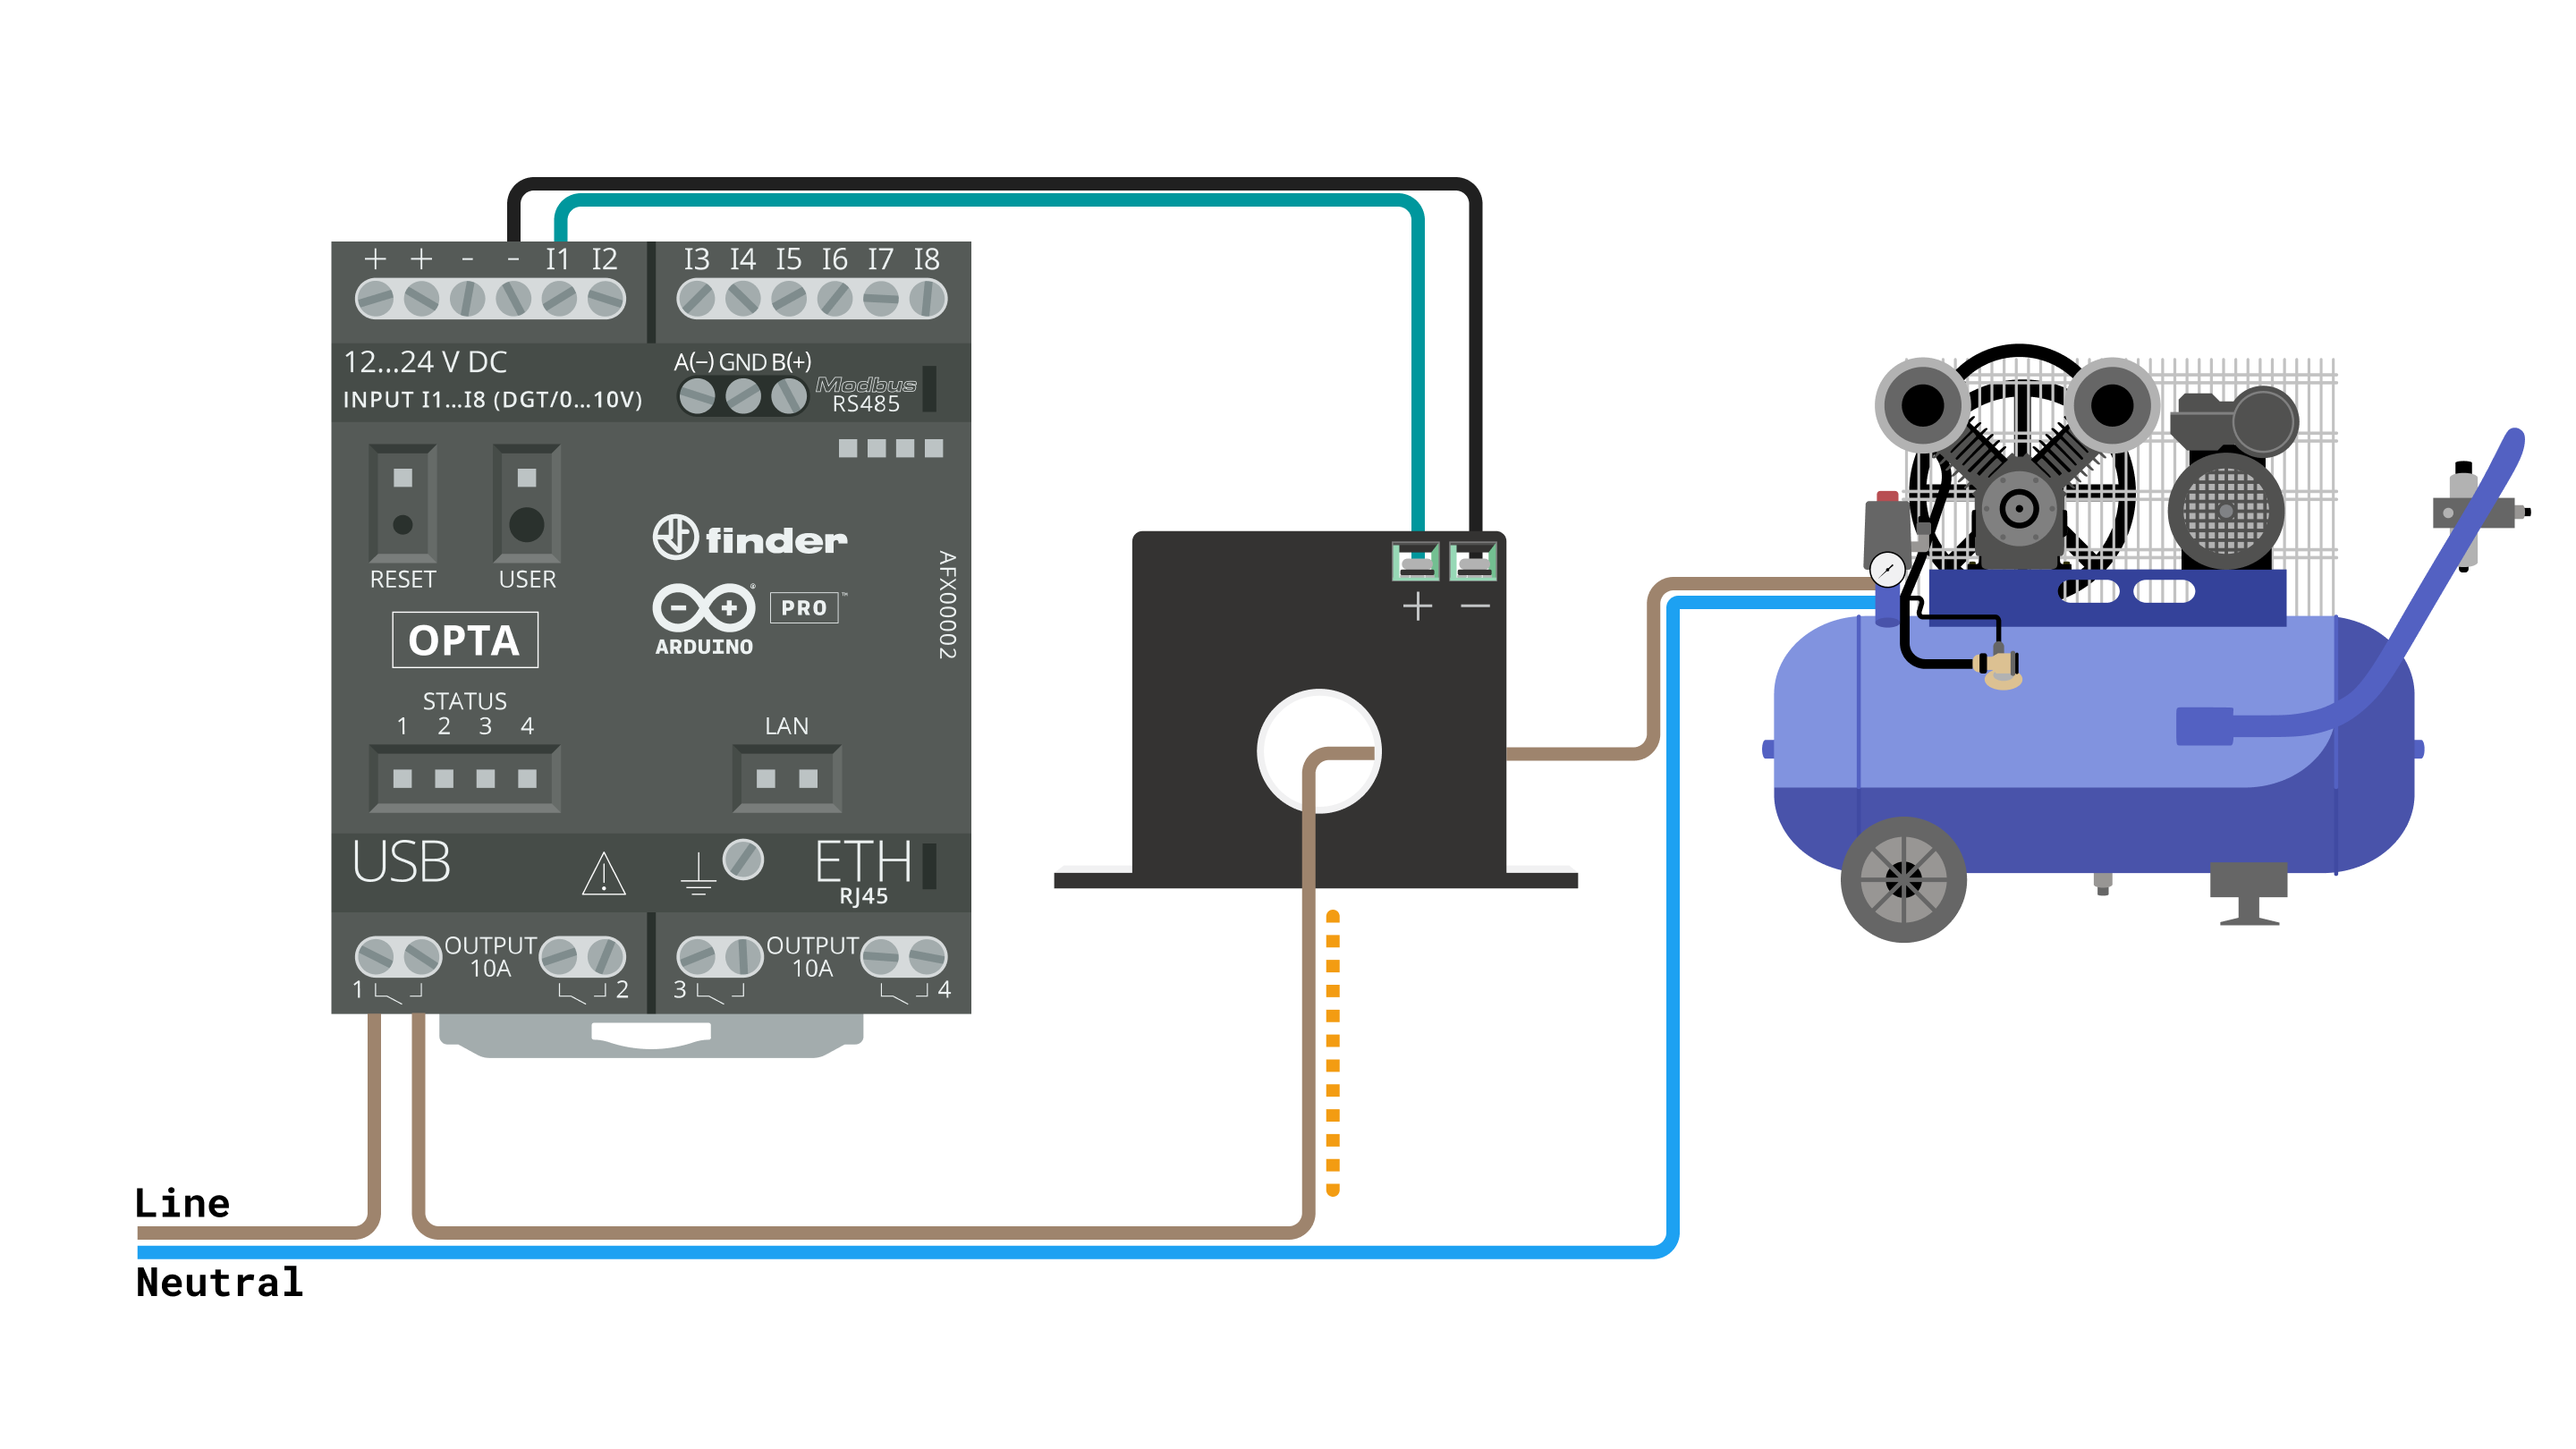 + + - - I1 I2 I3 I4 I5 I6 I7 I8
12...24 V DC
INPUT I1...I8 (DGT/0...10V)
A(−) GND B(+)
Modbus
RS485
RESET
USER
finder
ARDUINO
PRO
™
®
AFX00002
OPTA
STATUS
1 2 3 4
LAN
USB
ETH
RJ45
OUTPUT
10A
1
2
OUTPUT
10A
3
4
+ −
Line
Neutral